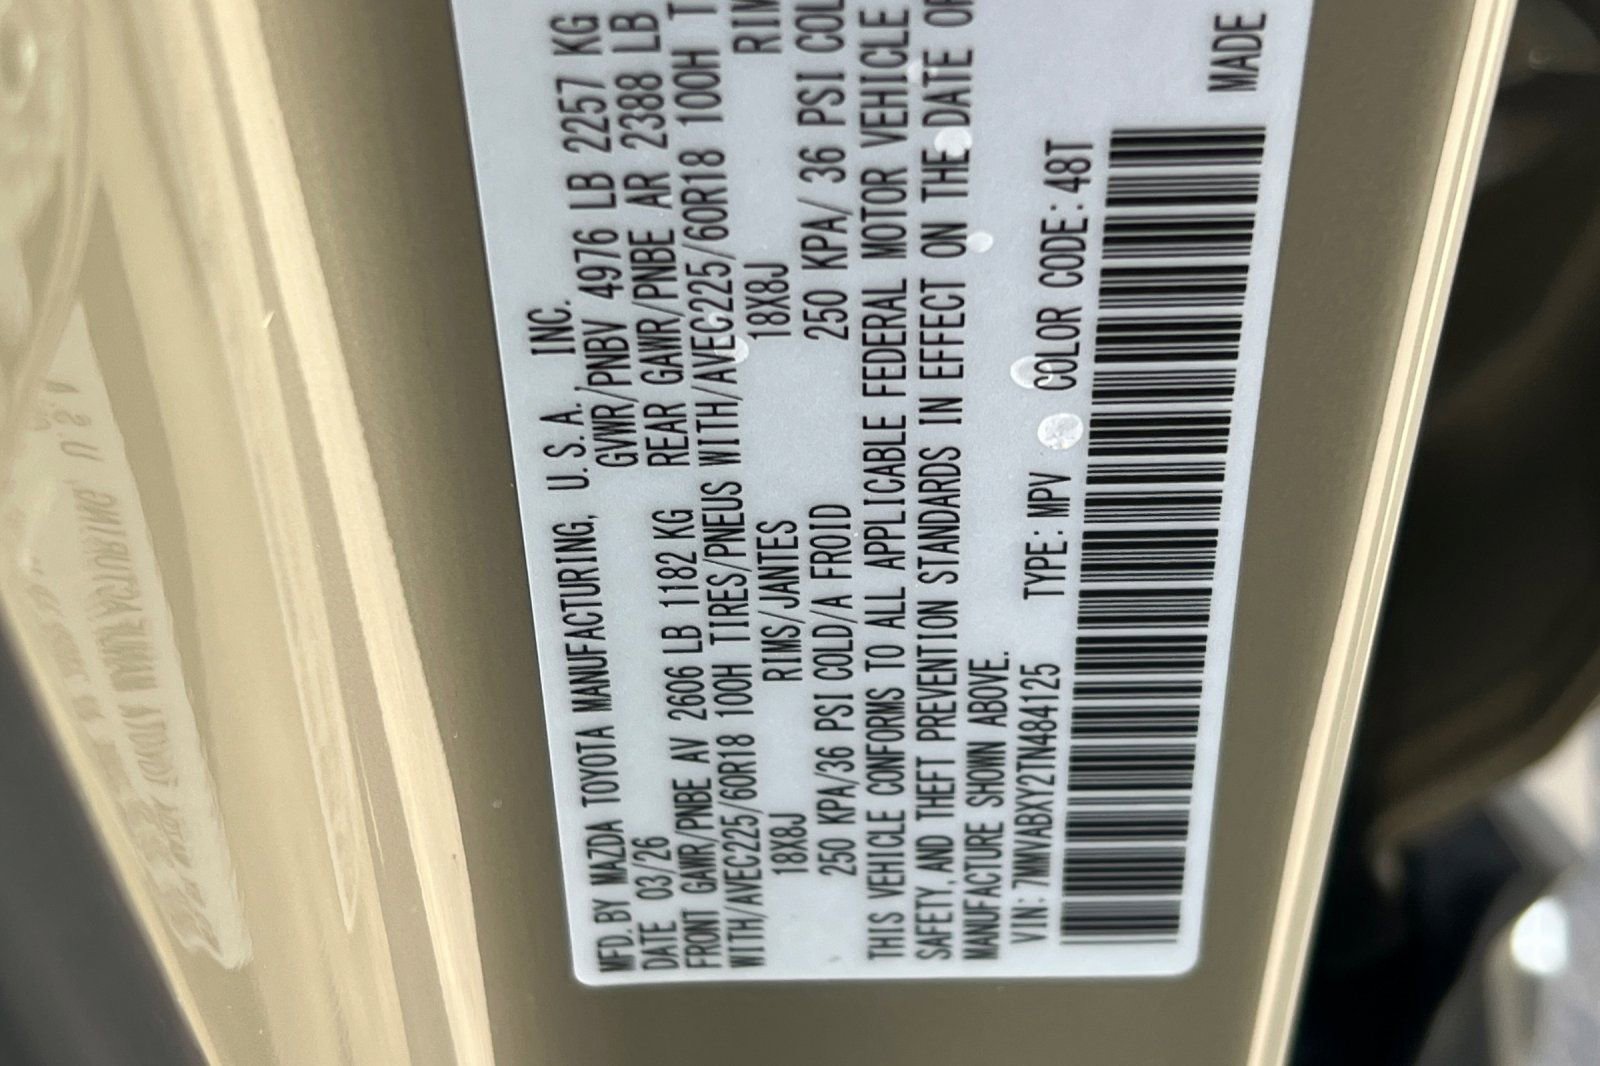 MFD. BY MAZDA TOYOTA MANUFACTURING, U.S.A., INC.
DATE 03/26 GVWR/PNBV 4976 LB 2257 KG
FRONT GAWR/PNBE AV 2606 LB 1182 KG REAR GAWR/PNBE AR 2388 LB
WITH/AVEC225/60R18 100H TIRES/PNEUS WITH/AVEC225/60R18 100H T
18X8J RIMS/JANTES 18X8J RIM
250 KPA/36 PSI COLD/A FROID 250 KPA/ 36 PSI COL
THIS VEHICLE CONFORMS TO ALL APPLICABLE FEDERAL MOTOR VEHICLE
SAFETY, AND THEFT PREVENTION STANDARDS IN EFFECT ON THE DATE OF
MANUFACTURE SHOWN ABOVE.
VIN: 7MMVABXY2TN484125 TYPE: MPV COLOR CODE: 48T
MADE